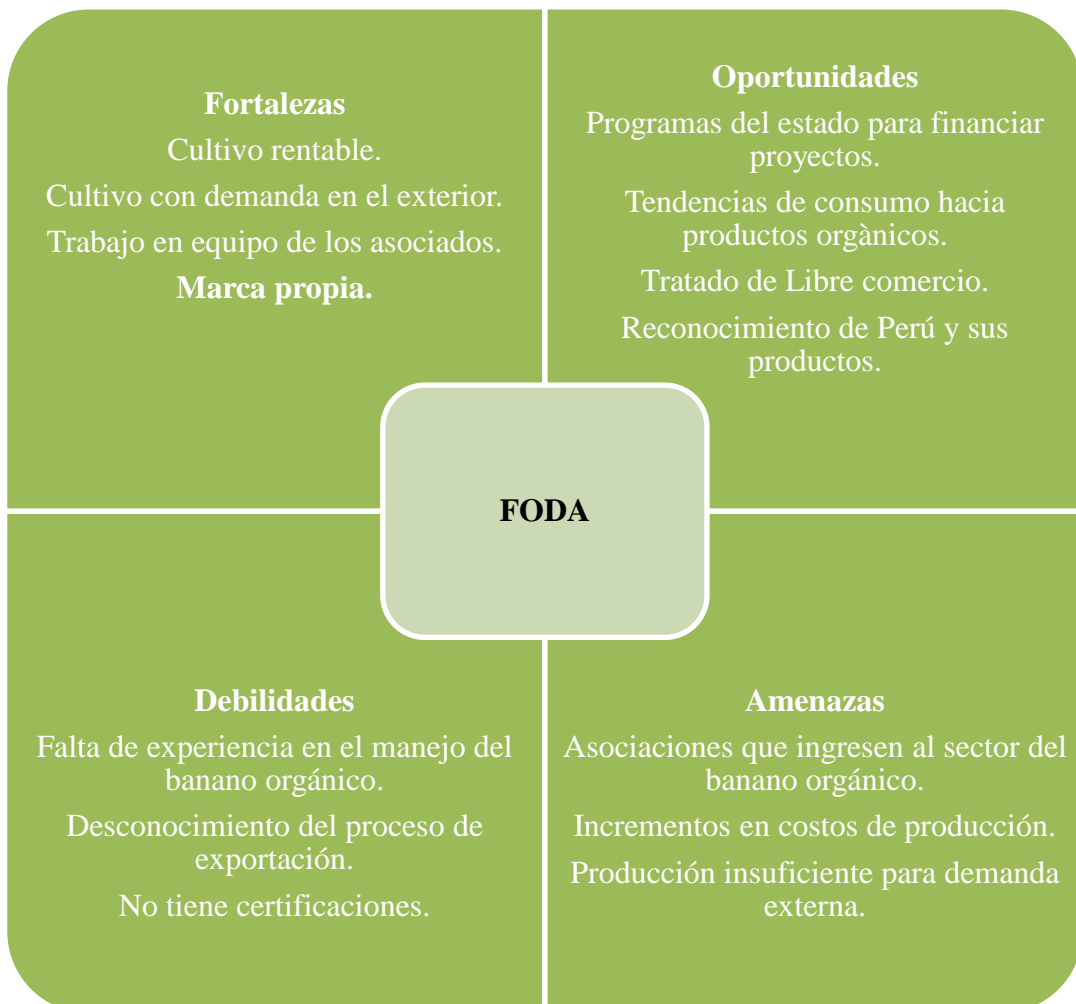 Fortalezas
Cultivo rentable.
Cultivo con demanda en el exterior.
Trabajo en equipo de los asociados.
Marca propia.
Oportunidades
Programas del estado para financiar
proyectos.
Tendencias de consumo hacia
productos orgànicos.
Tratado de Libre comercio.
Reconocimiento de Perú y sus
productos.
FODA
Debilidades
Falta de experiencia en el manejo del
banano orgánico.
Desconocimiento del proceso de
exportación.
No tiene certificaciones.
Amenazas
Asociaciones que ingresen al sector del
banano orgánico.
Incrementos en costos de producción.
Producción insuficiente para demanda
externa.